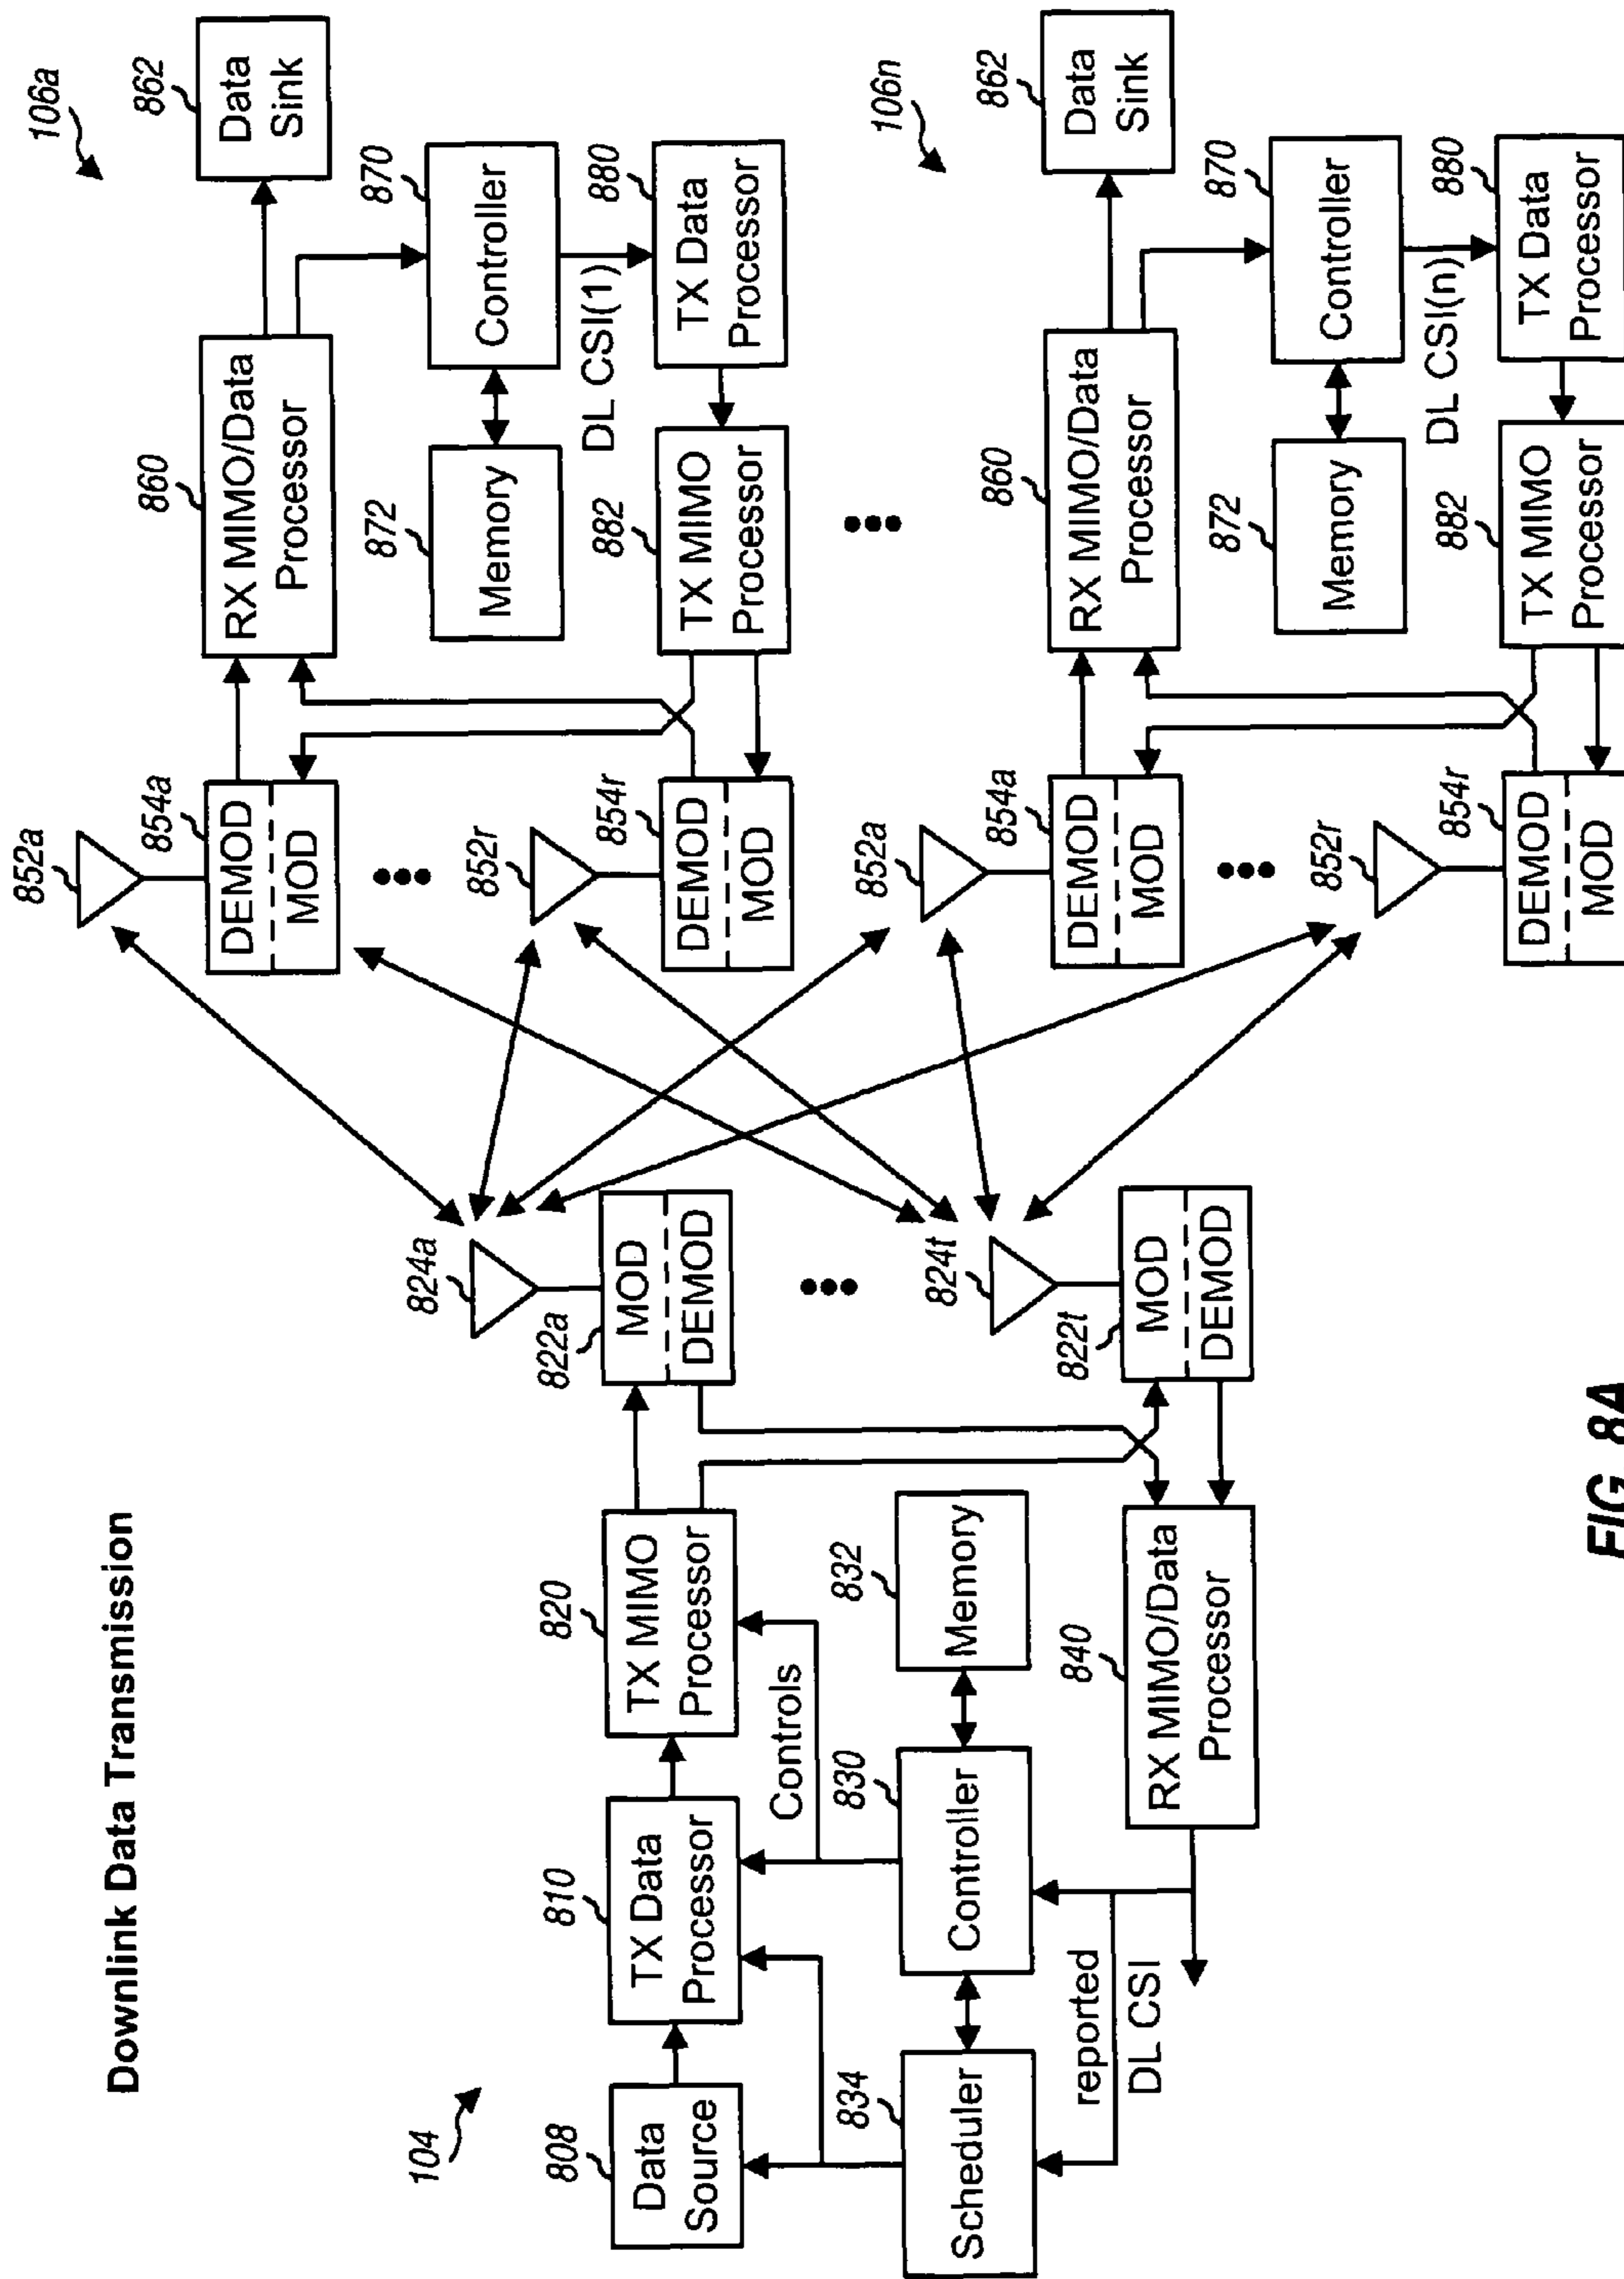 Downlink Data Transmission
104
808
Data
Source
810
TX Data
Processor
820
TX MIMO
Processor
Controls
834
Scheduler
830
Controller
832
Memory
reported
DL CSI
840
RX MIMO/Data
Processor
824a
822a
MOD
DEMOD
824t
822t
MOD
DEMOD
106a
852a
854a
DEMOD
MOD
852r
854r
DEMOD
MOD
860
RX MIMO/Data
Processor
862
Data
Sink
872
Memory
870
Controller
DL CSI(1)
882
TX MIMO
Processor
880
TX Data
Processor
106n
852a
854a
DEMOD
MOD
852r
854r
DEMOD
MOD
860
RX MIMO/Data
Processor
862
Data
Sink
872
Memory
870
Controller
DL CSI(n)
882
TX MIMO
Processor
880
TX Data
Processor
FIG. 8A